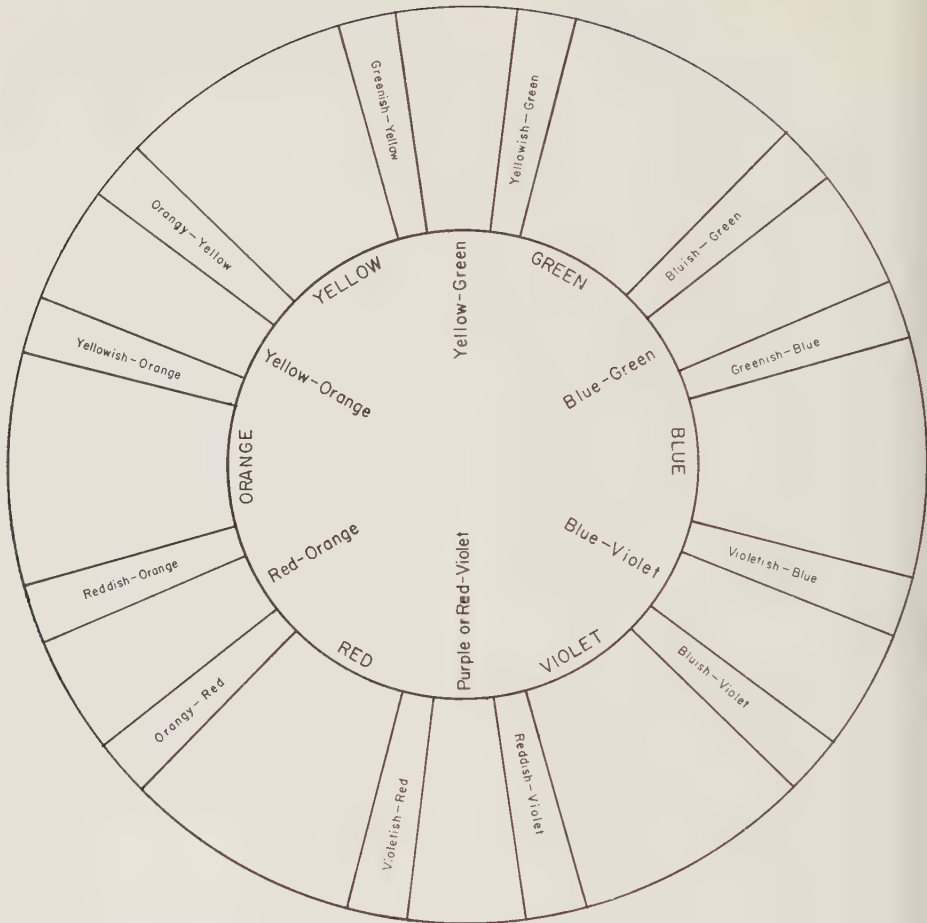 Greenish-Yellow
Yellowish-Green
Orangy-Yellow
Bluish-Green
YELLOW
Yellow-Green
GREEN
Yellowish-Orange
Yellow-Orange
Blue-Green
Greenish-Blue
ORANGE
BLUE
Reddish-Orange
Red-Orange
Purple or Red-Violet
Blue-Violet
Violetish-Blue
RED
VIOLET
Bluish-Violet
Orangy-Red
Violetish-Red
Reddish-Violet